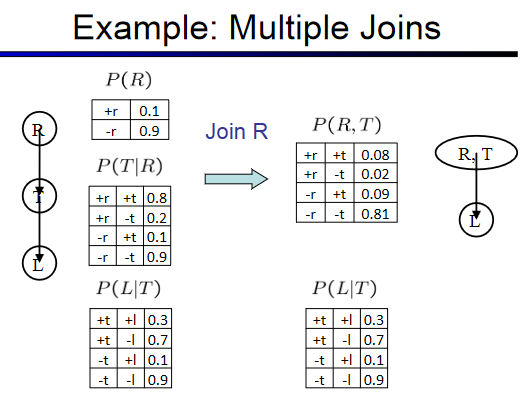 Example: Multiple Joins
P(R)
+r 0.1
-r 0.9
R
T
L
P(T|R)
+r +t 0.8
+r -t 0.2
-r +t 0.1
-r -t 0.9
P(L|T)
+t +l 0.3
+t -l 0.7
-t +l 0.1
-t -l 0.9
Join R
P(R,T)
+r +t 0.08
+r -t 0.02
-r +t 0.09
-r -t 0.81
P(L|T)
+t +l 0.3
+t -l 0.7
-t +l 0.1
-t -l 0.9
R, T
L